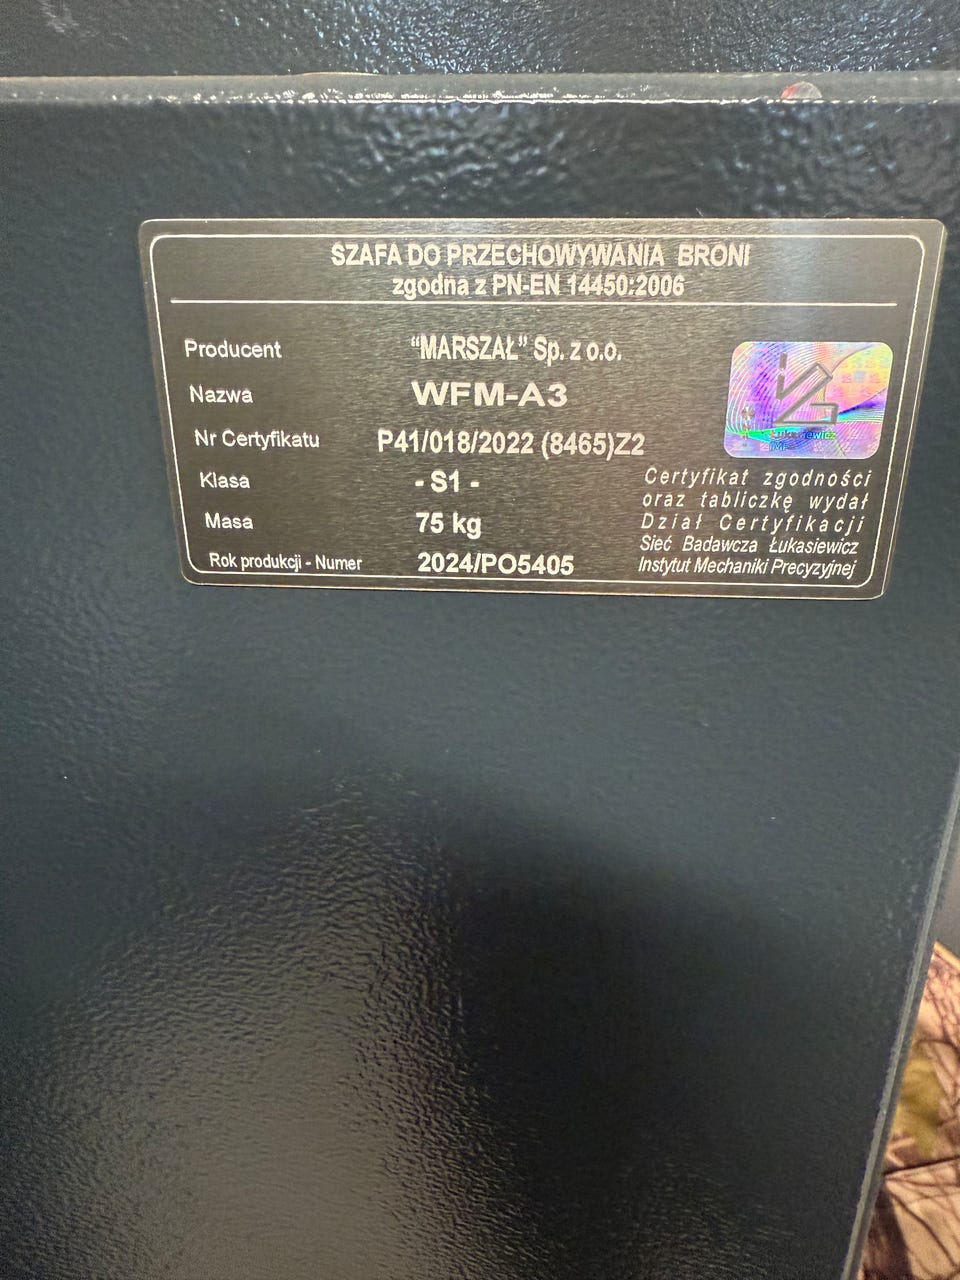 SZAFA DO PRZECHOWYWANIA BRONI
zgodna z PN-EN 14450:2006
Producent "MARSZAŁ" Sp. z o.o.
Nazwa WFM-A3
Nr Certyfikatu P41/018/2022 (8465)Z2
Klasa - S1 -
Masa 75 kg
Rok produkcji - Numer 2024/PO5405
Łukasiewicz
IMP
Certyfikat zgodności
oraz tabliczkę wydał
Dział Certyfikacji
Sieć Badawcza Łukasiewicz
Instytut Mechaniki Precyzyjnej